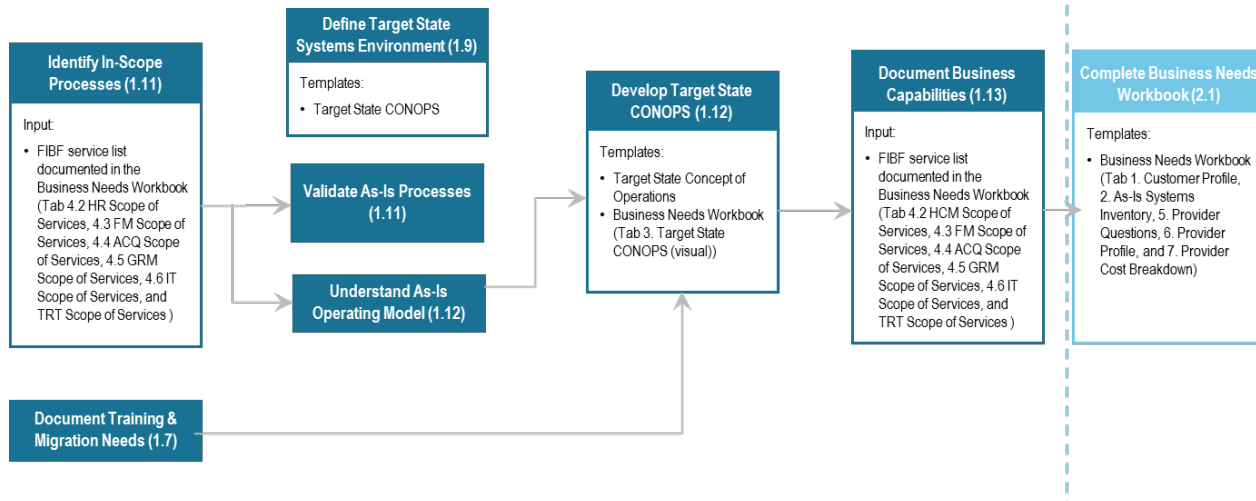 Identify In-Scope
Processes (1.11)
Input:
• FIBF service list
documented in the
Business Needs Workbook
(Tab 4.2 HR Scope of
Services, 4.3 FM Scope of
Services, 4.4 ACQ Scope
of Services, 4.5 GRM
Scope of Services, 4.6 IT
Scope of Services, and
TRT Scope of Services )
Define Target State
Systems Environment (1.9)
Templates:
• Target State CONOPS
Validate As-Is Processes
(1.11)
Understand As-Is
Operating Model (1.12)
Document Training &
Migration Needs (1.7)
Develop Target State
CONOPS (1.12)
Templates:
• Target State Concept of
Operations
• Business Needs Workbook
(Tab 3. Target State
CONOPS (visual))
Document Business
Capabilities (1.13)
Input:
• FIBF service list
documented in the
Business Needs Workbook
(Tab 4.2 HCM Scope of
Services, 4.3 FM Scope of
Services, 4.4 ACQ Scope
of Services, 4.5 GRM
Scope of Services, 4.6 IT
Scope of Services, and
TRT Scope of Services )
Complete Business Needs
Workbook (2.1)
Templates:
• Business Needs Workbook
(Tab 1. Customer Profile,
2. As-Is Systems
Inventory, 5. Provider
Questions, 6. Provider
Profile, and 7. Provider
Cost Breakdown)